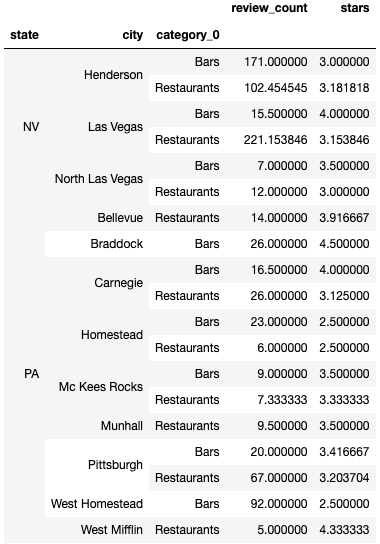 review_count stars
state city category_0
NV Henderson Bars 171.000000 3.000000
Restaurants 102.454545 3.181818
Las Vegas Bars 15.500000 4.000000
Restaurants 221.153846 3.153846
North Las Vegas Bars 7.000000 3.500000
Restaurants 12.000000 3.000000
PA Bellevue Restaurants 14.000000 3.916667
Braddock Bars 26.000000 4.500000
Carnegie Bars 16.500000 4.000000
Restaurants 26.000000 3.125000
Homestead Bars 23.000000 2.500000
Restaurants 6.000000 2.500000
Mc Kees Rocks Bars 9.000000 3.500000
Restaurants 7.333333 3.333333
Munhall Restaurants 9.500000 3.500000
Pittsburgh Bars 20.000000 3.416667
Restaurants 67.000000 3.203704
West Homestead Bars 92.000000 2.500000
West Mifflin Restaurants 5.000000 4.333333